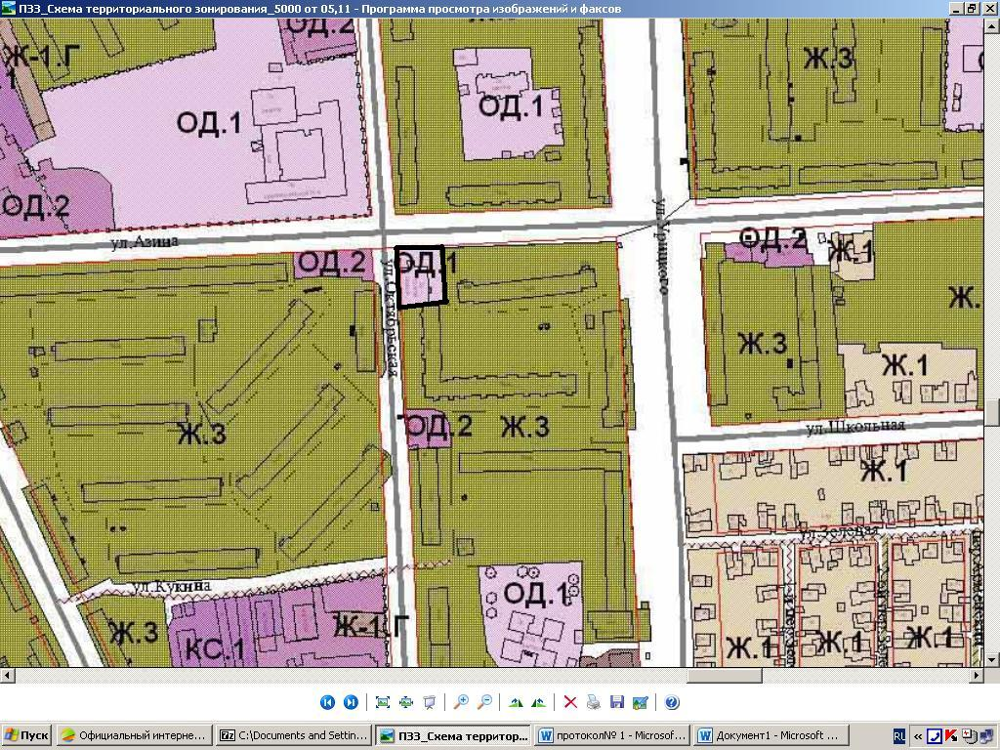 ПЗЗ_Схема территориального зонирования_5000 от 05,11 - Программа просмотра изображений и факсов
Ж-1.Г
ОД.2
Ж.3
ОД.1
ОД.1
ОД.2
ул.Азина
ул.Урицкого
ОД.2
ОД.1
ОД.2
Ж.1
ул.Октябрьская
Ж.
Ж.3
Ж.1
Ж.3
ОД.2
Ж.3
ул.Школьная
Ж.1
ул.Зеленая
ул.Кукина
ОД.1
Ж.3
КС.1
Ж-1.Г
Ж.1
Ж.1
Ж.1
Пуск
Официальный интерне...
C:\Documents and Settin...
ПЗЗ_Схема территор...
протокол№ 1 - Microsof...
Документ1 - Microsoft ...
RL